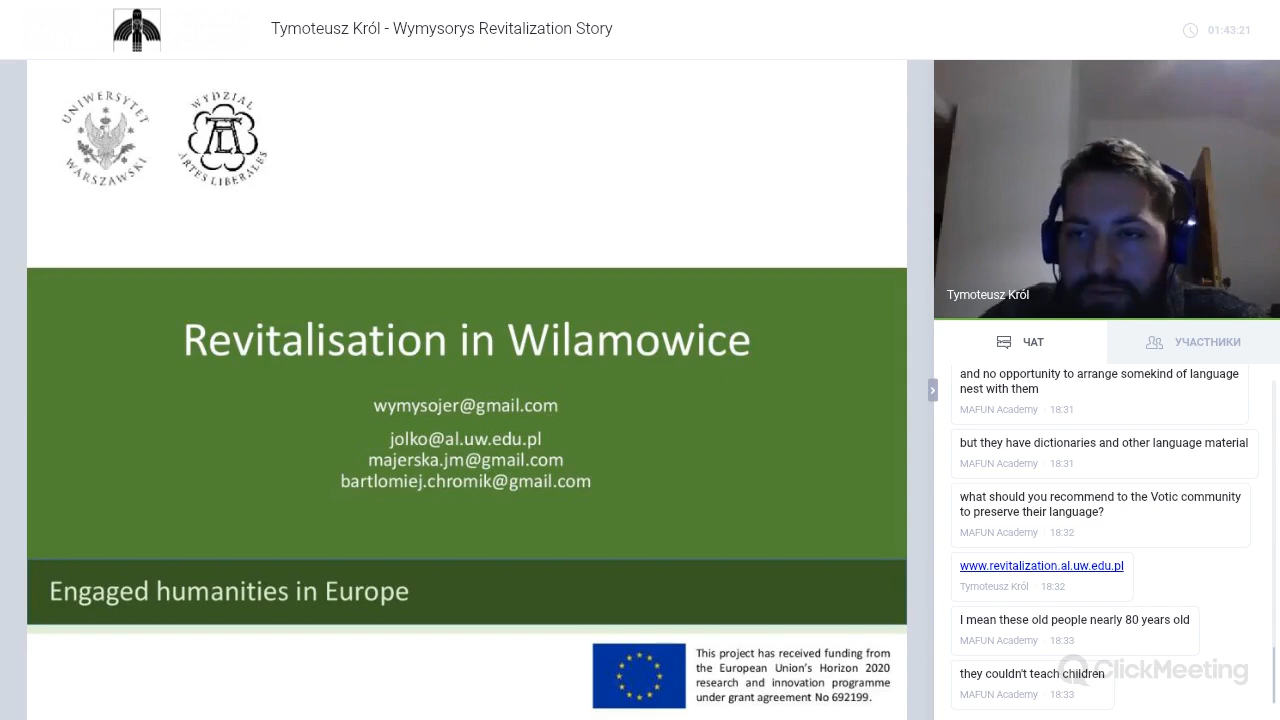 Tymoteusz Król - Wymysorys Revitalization Story
01:43:21
UNIWERSYTET
WARSZAWSKI
WYDZIAŁ
ARTES LIBERALES
Revitalisation in Wilamowice
wymysojer@gmail.com
jolko@al.uw.edu.pl
majerska.jm@gmail.com
bartlomiej.chromik@gmail.com
Engaged humanities in Europe
This project has received funding from
the European Union's Horizon 2020
research and innovation programme
under grant agreement No 692199.
Tymoteusz Król
ЧАТ
УЧАСТНИКИ
and no opportunity to arrange somekind of language
nest with them
MAFUN Academy · 18:31
but they have dictionaries and other language material
MAFUN Academy · 18:31
what should you recommend to the Votic community
to preserve their language?
MAFUN Academy · 18:32
www.revitalization.al.uw.edu.pl
Tymoteusz Król · 18:32
I mean these old people nearly 80 years old
MAFUN Academy · 18:33
they couldn't teach children
MAFUN Academy · 18:33
ClickMeeting